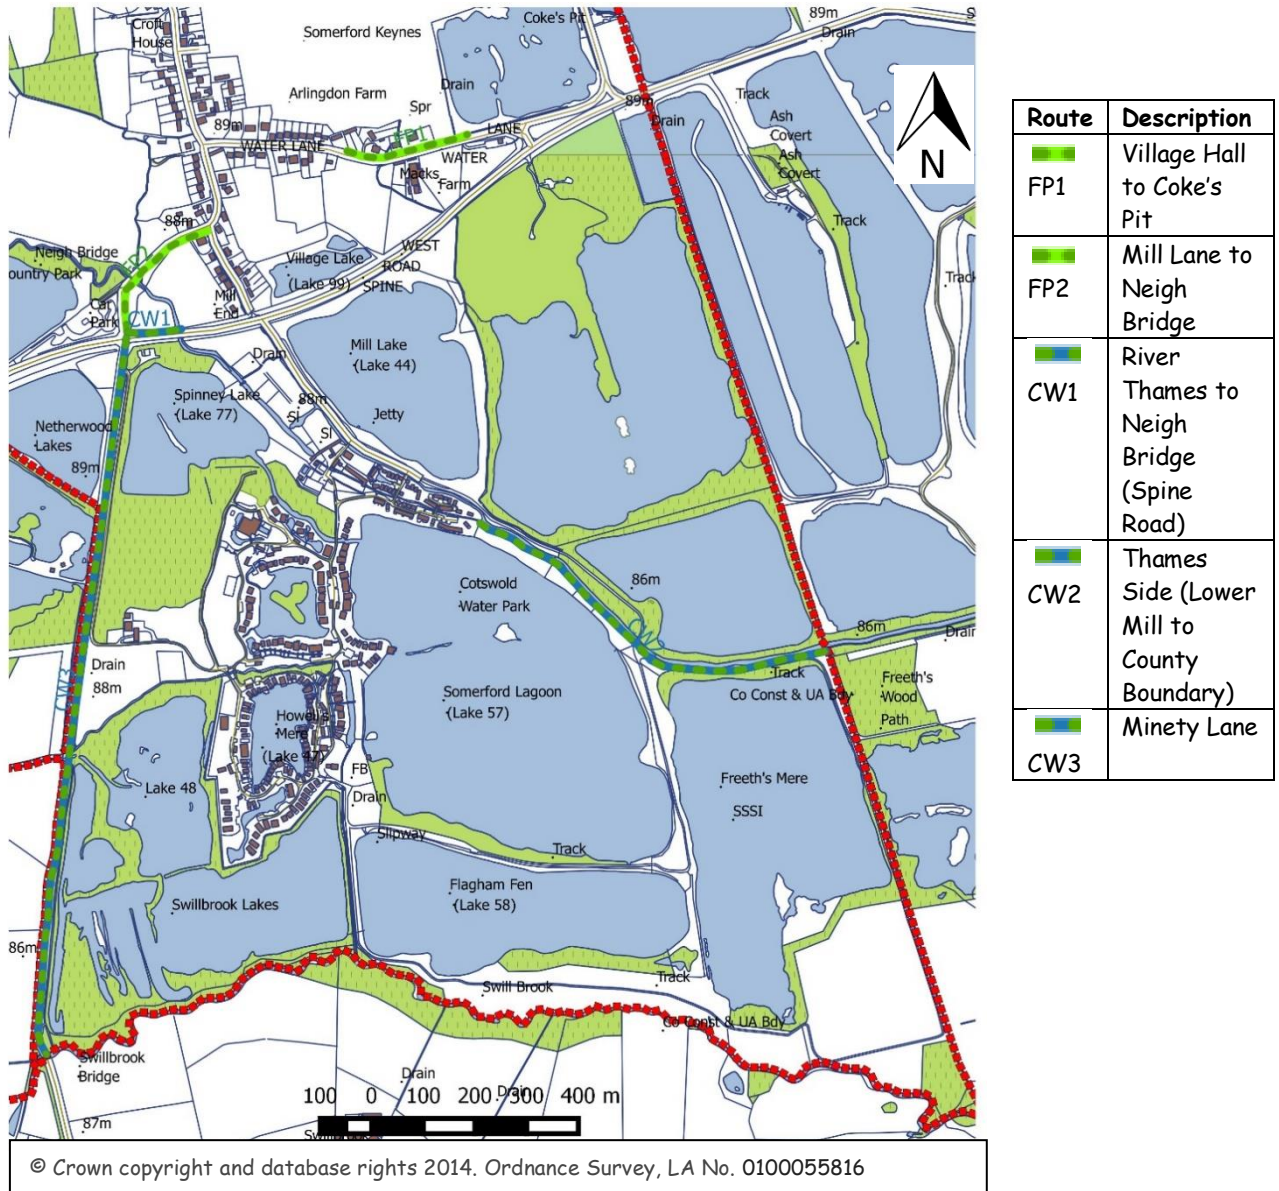 Croft
House
Somerford Keynes
Coke's Pit
89m
Drain
S
Arlingdon Farm
Drain
Spr
89m
Drain
Track
Ash
Covert
Ash
Covert
N
89m
WATER LANE
FP1
LANE
WATER
Macks
Farm
Track
88m
Neigh Bridge
ountry Park
Village Lake
(Lake 99)
WEST
ROAD
SPINE
Track
Car
Park
CW1
Mill
End
Drain
Mill Lake
(Lake 44)
Spinney Lake
(Lake 77)
88m
Sl
Sl
Jetty
Netherwood
Lakes
89m
Cotswold
Water Park
86m
CW2
86m
Drain
Drain
88m
CW3
Track
Co Const & UA Bdy
Freeth's
Wood
Path
Somerford Lagoon
(Lake 57)
Howell's
Mere
(Lake 47)
FB
Drain
Lake 48
Freeth's Mere
SSSI
Slipway
Track
Flagham Fen
(Lake 58)
Swillbrook Lakes
86m
Swill Brook
Track
Co Const & UA Bdy
Swillbrook
Bridge
87m
Drain
Drain
100 0 100 200 300 400 m
© Crown copyright and database rights 2014. Ordnance Survey, LA No. 0100055816
Route Description
FP1 Village Hall
to Coke's
Pit
FP2 Mill Lane to
Neigh
Bridge
CW1 River
Thames to
Neigh
Bridge
(Spine
Road)
CW2 Thames
Side (Lower
Mill to
County
Boundary)
CW3 Minety Lane